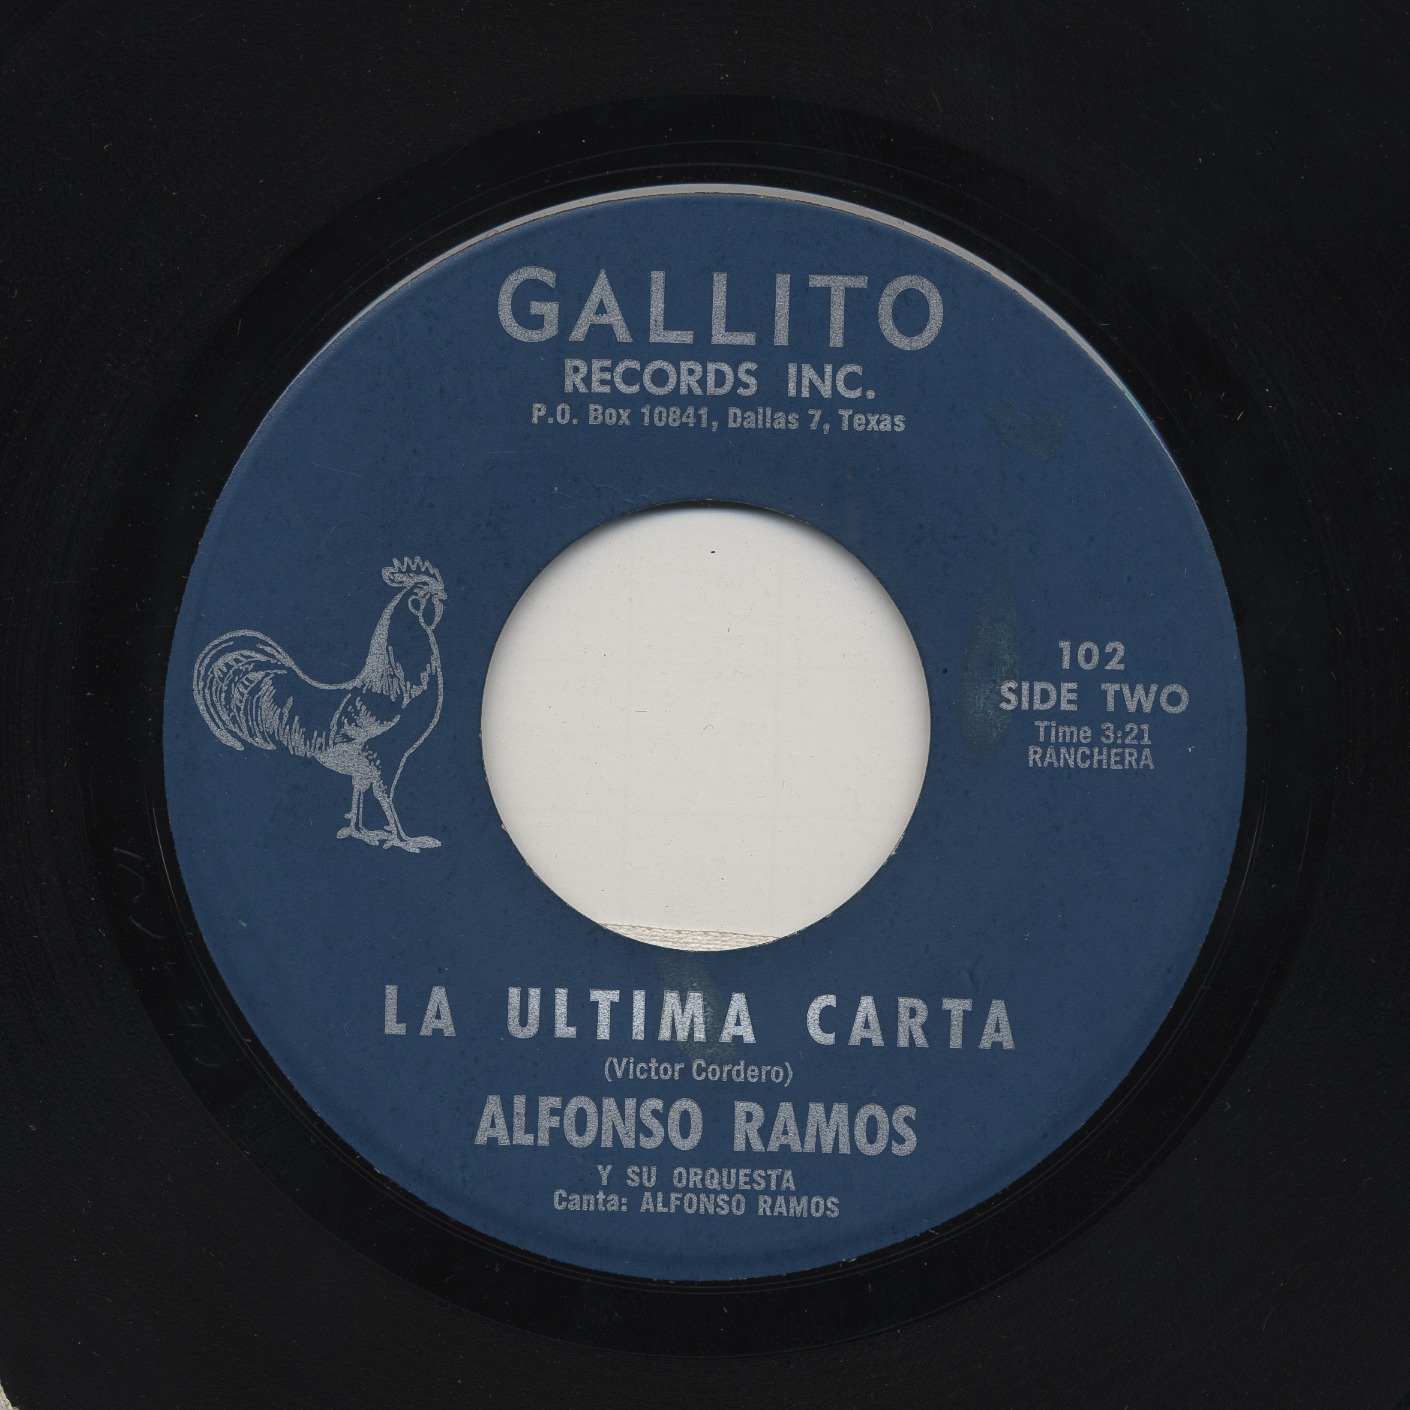 GALLITO
RECORDS INC.
P.O. Box 10841, Dallas 7, Texas
102
SIDE TWO
Time 3:21
RANCHERA
LA ULTIMA CARTA
(Victor Cordero)
ALFONSO RAMOS
Y SU ORQUESTA
Canta: ALFONSO RAMOS